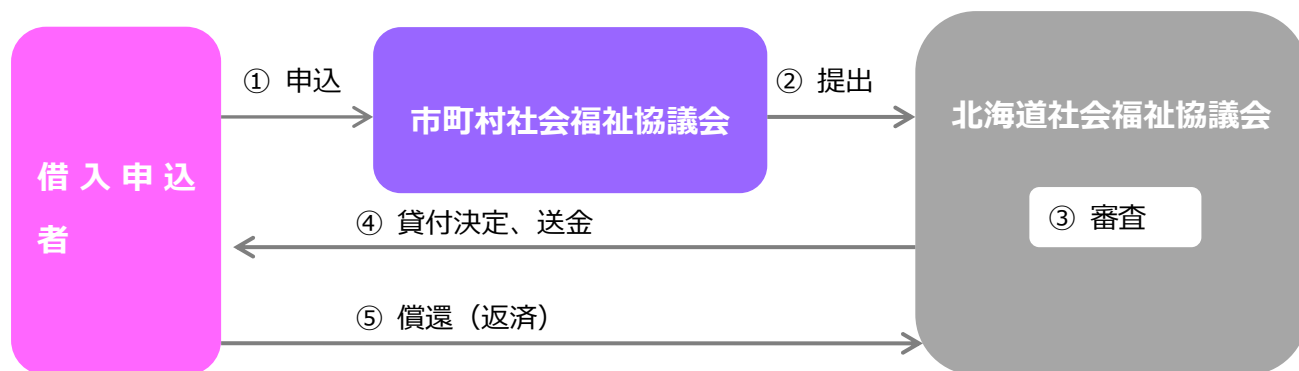 ① 申込
② 提出
市町村社会福祉協議会
北海道社会福祉協議会
借入申込
者
③ 審査
④ 貸付決定、送金
⑤ 償還（返済）